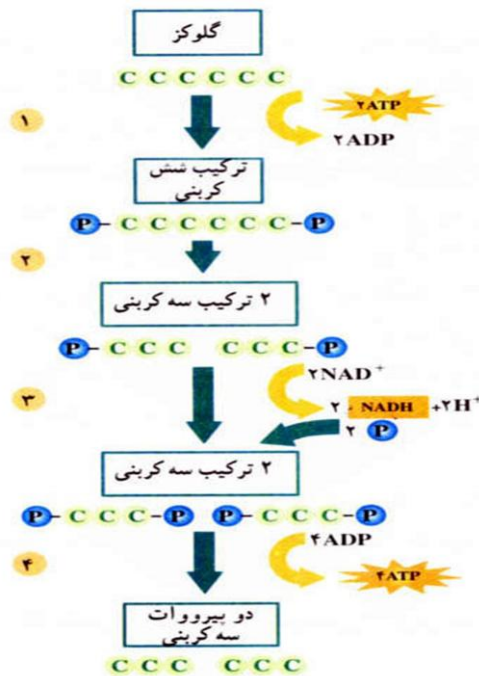 گلوکز
C C C C C C
۲ATP
۱
۲ADP
ترکیب شش
کربنی
P-C C C C C C-P
۲
۲ ترکیب سه کربنی
P-C C C C C C-P
۲NAD+
۳
۲ NADH +۲H+
۲ P
۲ ترکیب سه کربنی
P-C C C-P P-C C C-P
۴ADP
۴
۴ATP
دو پیرووات
سه کربنی
C C C C C C